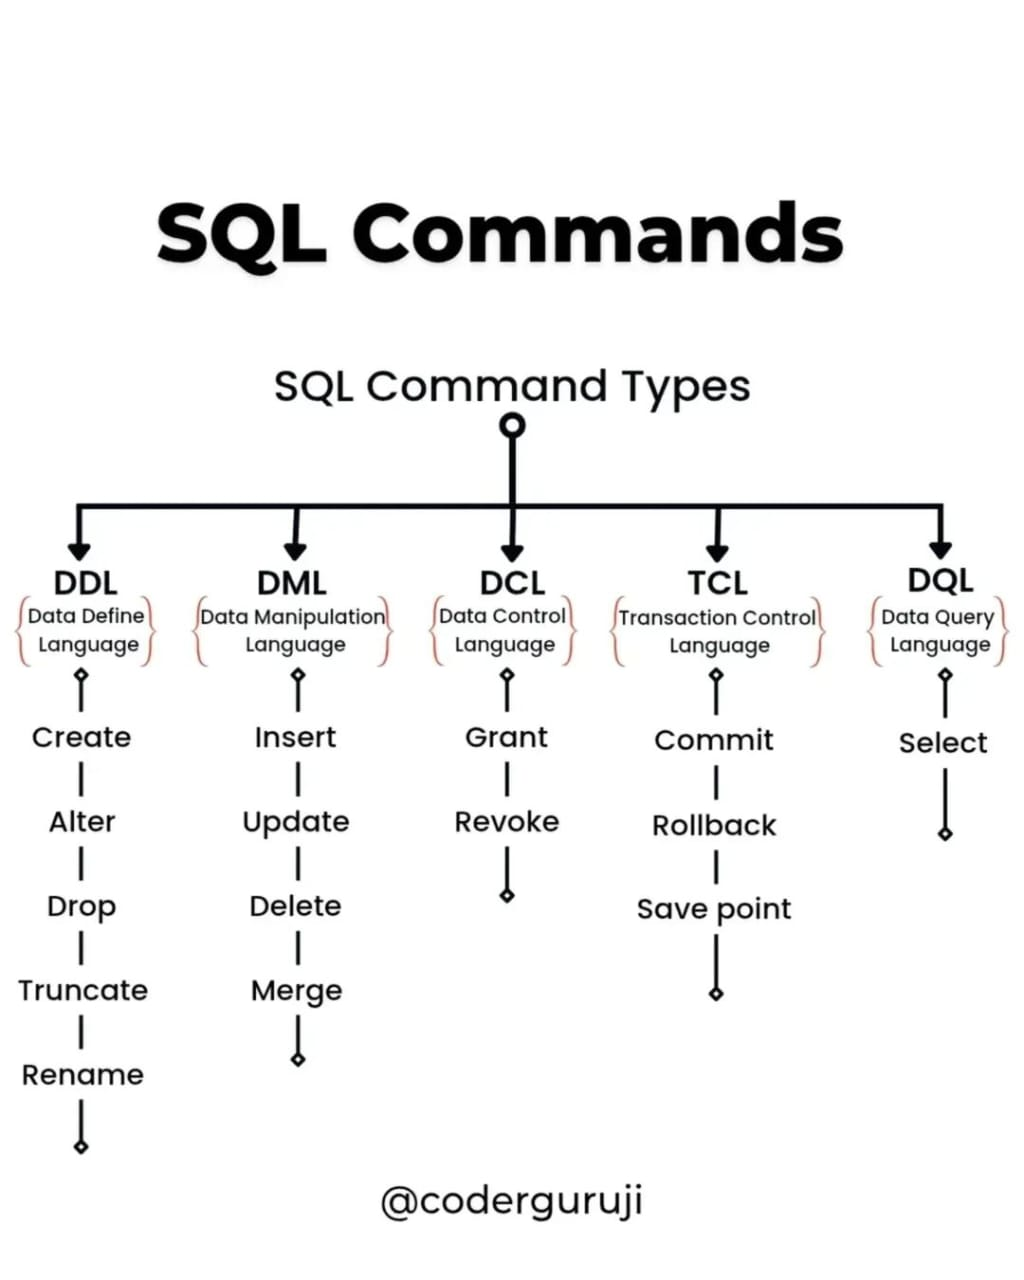 SQL Commands
SQL Command Types
DDL
Data Define
Language
Create
Alter
Drop
Truncate
Rename
DML
Data Manipulation
Language
Insert
Update
Delete
Merge
DCL
Data Control
Language
Grant
Revoke
TCL
Transaction Control
Language
Commit
Rollback
Save point
DQL
Data Query
Language
Select
@coderguruji